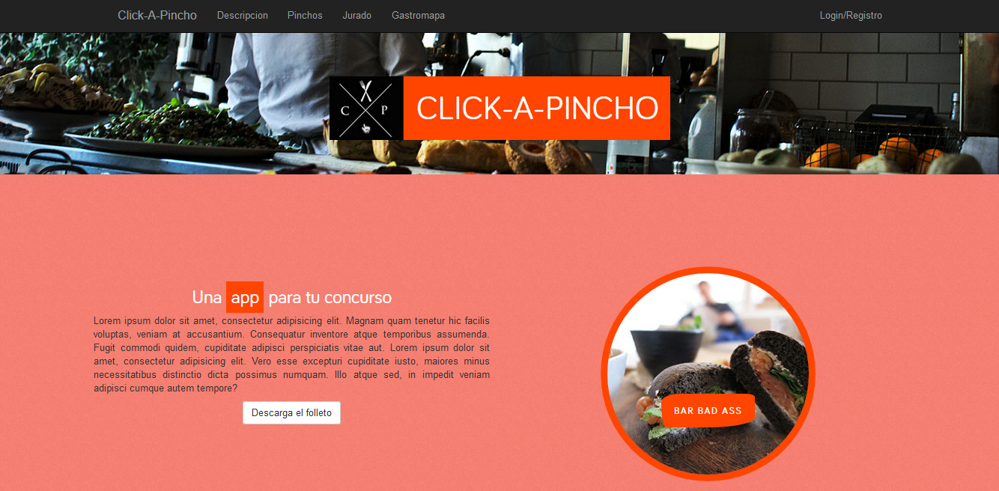 Click-A-Pincho Descripcion Pinchos Jurado Gastromapa Login/Registro
C P
CLICK-A-PINCHO
Una app para tu concurso
Lorem ipsum dolor sit amet, consectetur adipisicing elit. Magnam quam tenetur hic facilis
voluptas, veniam at accusantium. Consequatur inventore atque temporibus assumenda.
Fugit commodi quidem, cupiditate adipisci perspiciatis vitae aut. Lorem ipsum dolor sit
amet, consectetur adipisicing elit. Vero esse excepturi cupiditate iusto, maiores minus
necessitatibus distinctio dicta possimus numquam. Illo atque sed, in impedit veniam
adipisci cumque autem tempore?
Descarga el folleto
BAR BAD ASS